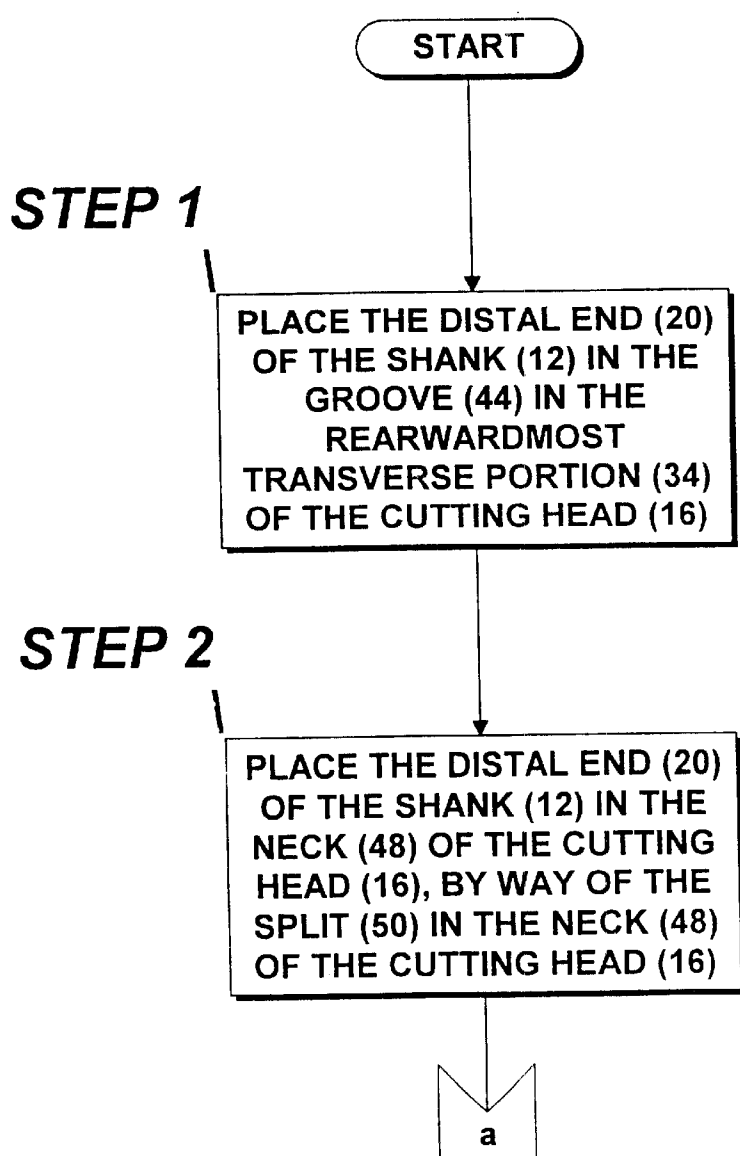 START
STEP 1
PLACE THE DISTAL END (20)
OF THE SHANK (12) IN THE
GROOVE (44) IN THE
REARWARDMOST
TRANSVERSE PORTION (34)
OF THE CUTTING HEAD (16)
STEP 2
PLACE THE DISTAL END (20)
OF THE SHANK (12) IN THE
NECK (48) OF THE CUTTING
HEAD (16), BY WAY OF THE
SPLIT (50) IN THE NECK (48)
OF THE CUTTING HEAD (16)
a